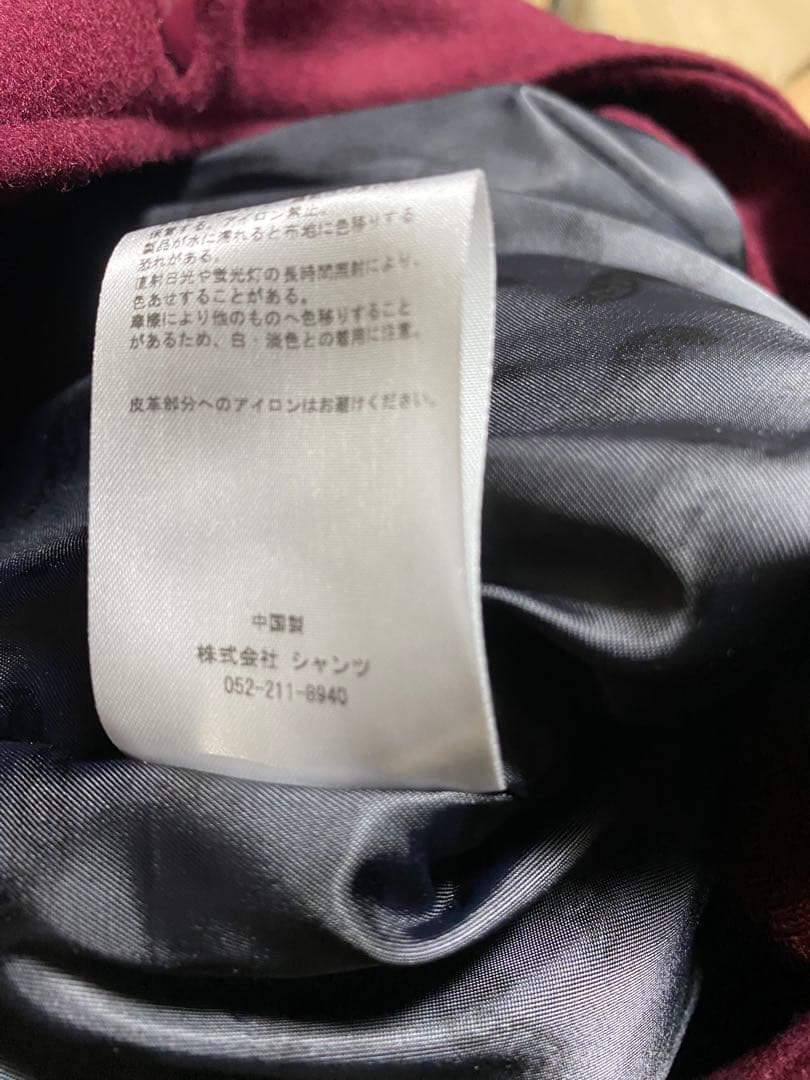 保管する。アイロン禁止。
製品が水に濡れると布地に色移りする
恐れがある。
直射日光や蛍光灯の長時間照射により、
色あせすることがある。
摩擦により他のものへ色移りすること
があるため、白・淡色との着用に注意。
皮革部分へのアイロンはお避けください。
中国製
株式会社 シャンツ
052-211-8940